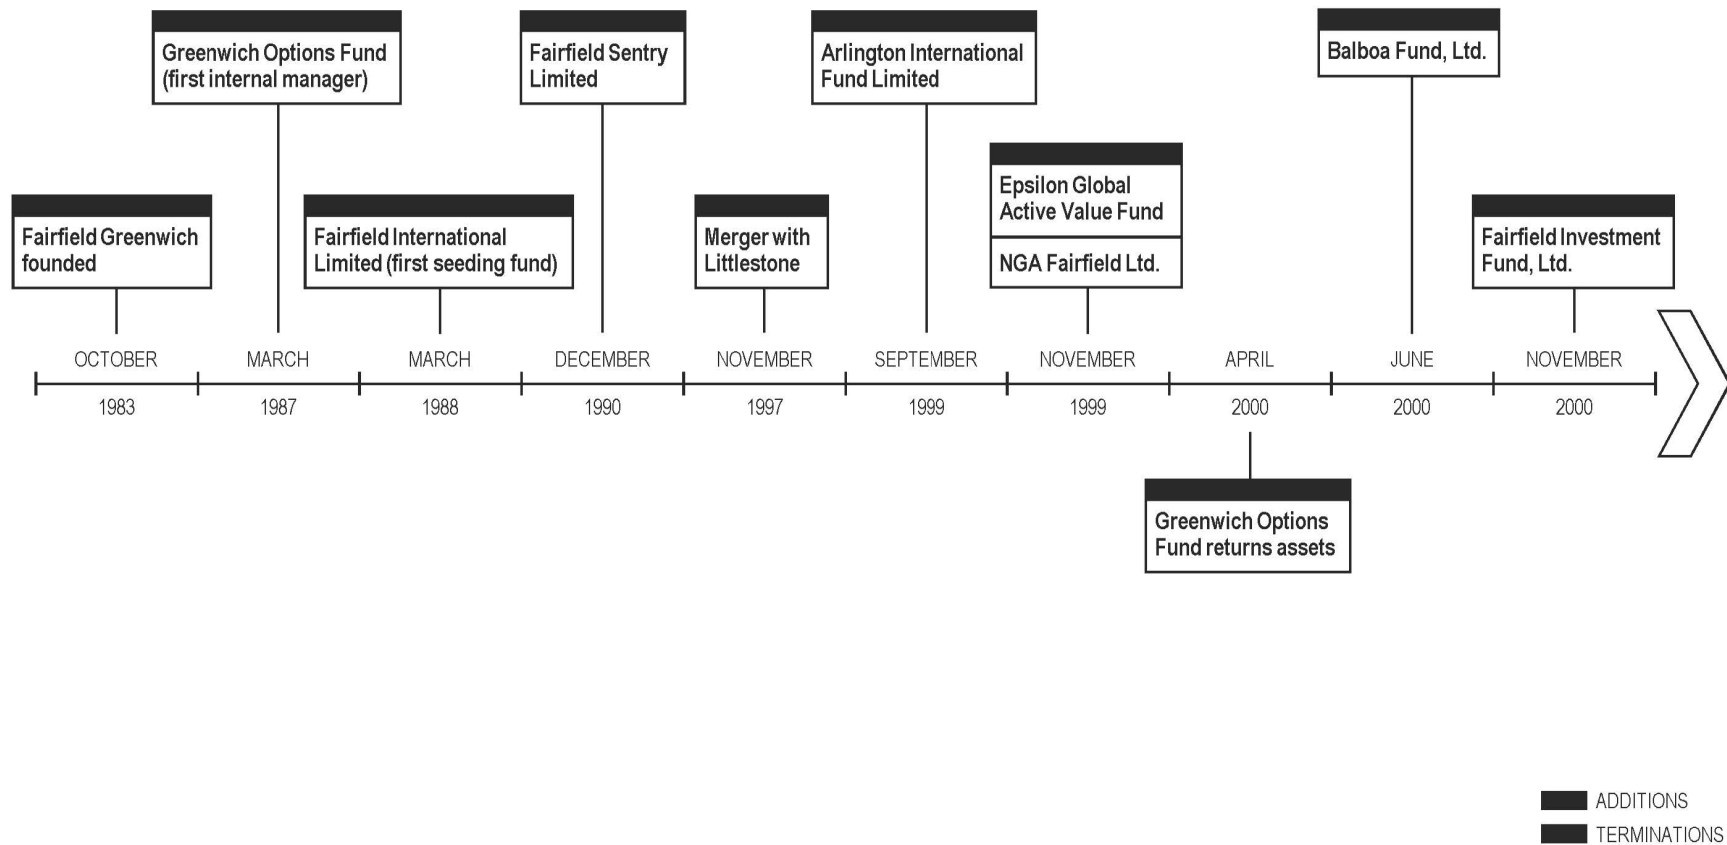 Greenwich Options Fund
(first internal manager)
Fairfield Sentry
Limited
Arlington International
Fund Limited
Balboa Fund, Ltd.
Fairfield Greenwich
founded
Fairfield International
Limited (first seeding fund)
Merger with
Littlestone
Epsilon Global
Active Value Fund
NGA Fairfield Ltd.
Fairfield Investment
Fund, Ltd.
OCTOBER
MARCH
MARCH
DECEMBER
NOVEMBER
SEPTEMBER
NOVEMBER
APRIL
JUNE
NOVEMBER
1983
1987
1988
1990
1997
1999
1999
2000
2000
2000
Greenwich Options
Fund returns assets
ADDITIONS
TERMINATIONS